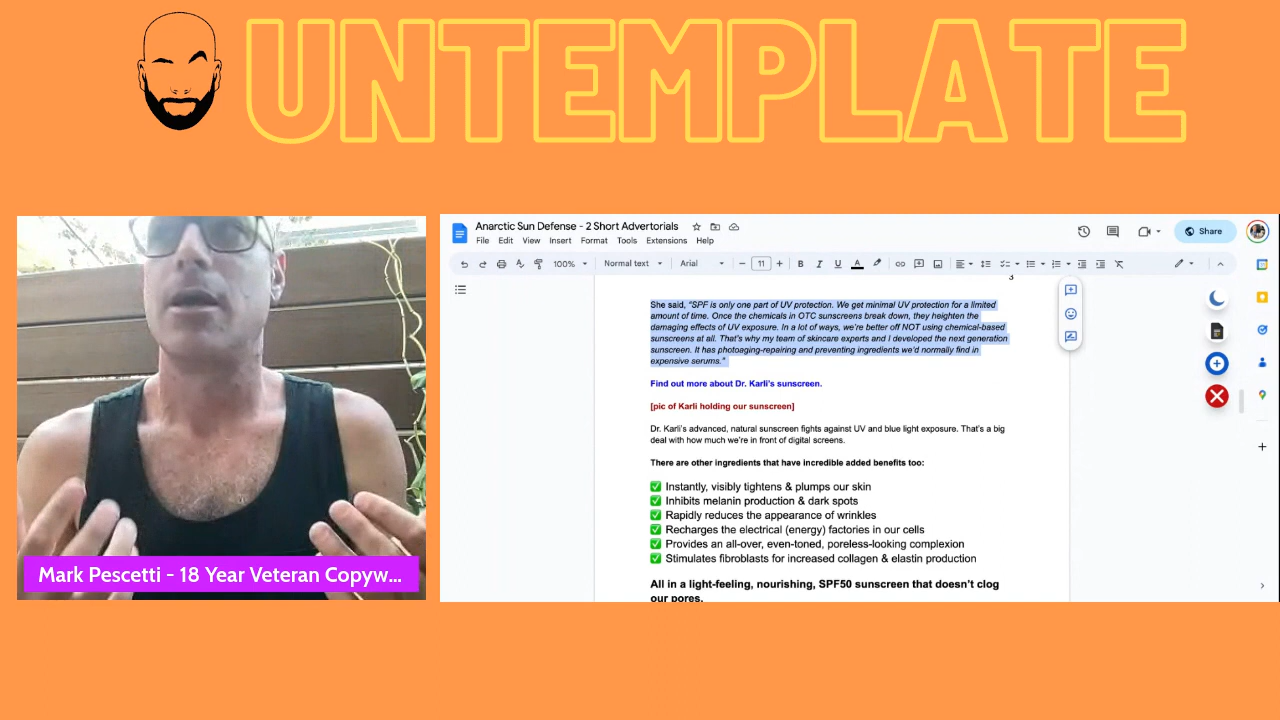 UNTEMPLATE
Anarctic Sun Defense - 2 Short Advertorials
File Edit View Insert Format Tools Extensions Help
Share
100% Normal text Arial 11
3
She said, "SPF is only one part of UV protection. We get minimal UV protection for a limited
amount of time. Once the chemicals in OTC sunscreens break down, they heighten the
damaging effects of UV exposure. In a lot of ways, we're better off NOT using chemical-based
sunscreens at all. That's why my team of skincare experts and I developed the next generation
sunscreen. It has photoaging-repairing and preventing ingredients we'd normally find in
expensive serums."
Find out more about Dr. Karli's sunscreen.
[pic of Karli holding our sunscreen]
Dr. Karli's advanced, natural sunscreen fights against UV and blue light exposure. That's a big
deal with how much we're in front of digital screens.
There are other ingredients that have incredible added benefits too:
✅ Instantly, visibly tightens & plumps our skin
✅ Inhibits melanin production & dark spots
✅ Rapidly reduces the appearance of wrinkles
✅ Recharges the electrical (energy) factories in our cells
✅ Provides an all-over, even-toned, poreless-looking complexion
✅ Stimulates fibroblasts for increased collagen & elastin production
All in a light-feeling, nourishing, SPF50 sunscreen that doesn't clog
our pores.
Mark Pescetti - 18 Year Veteran Copyw...